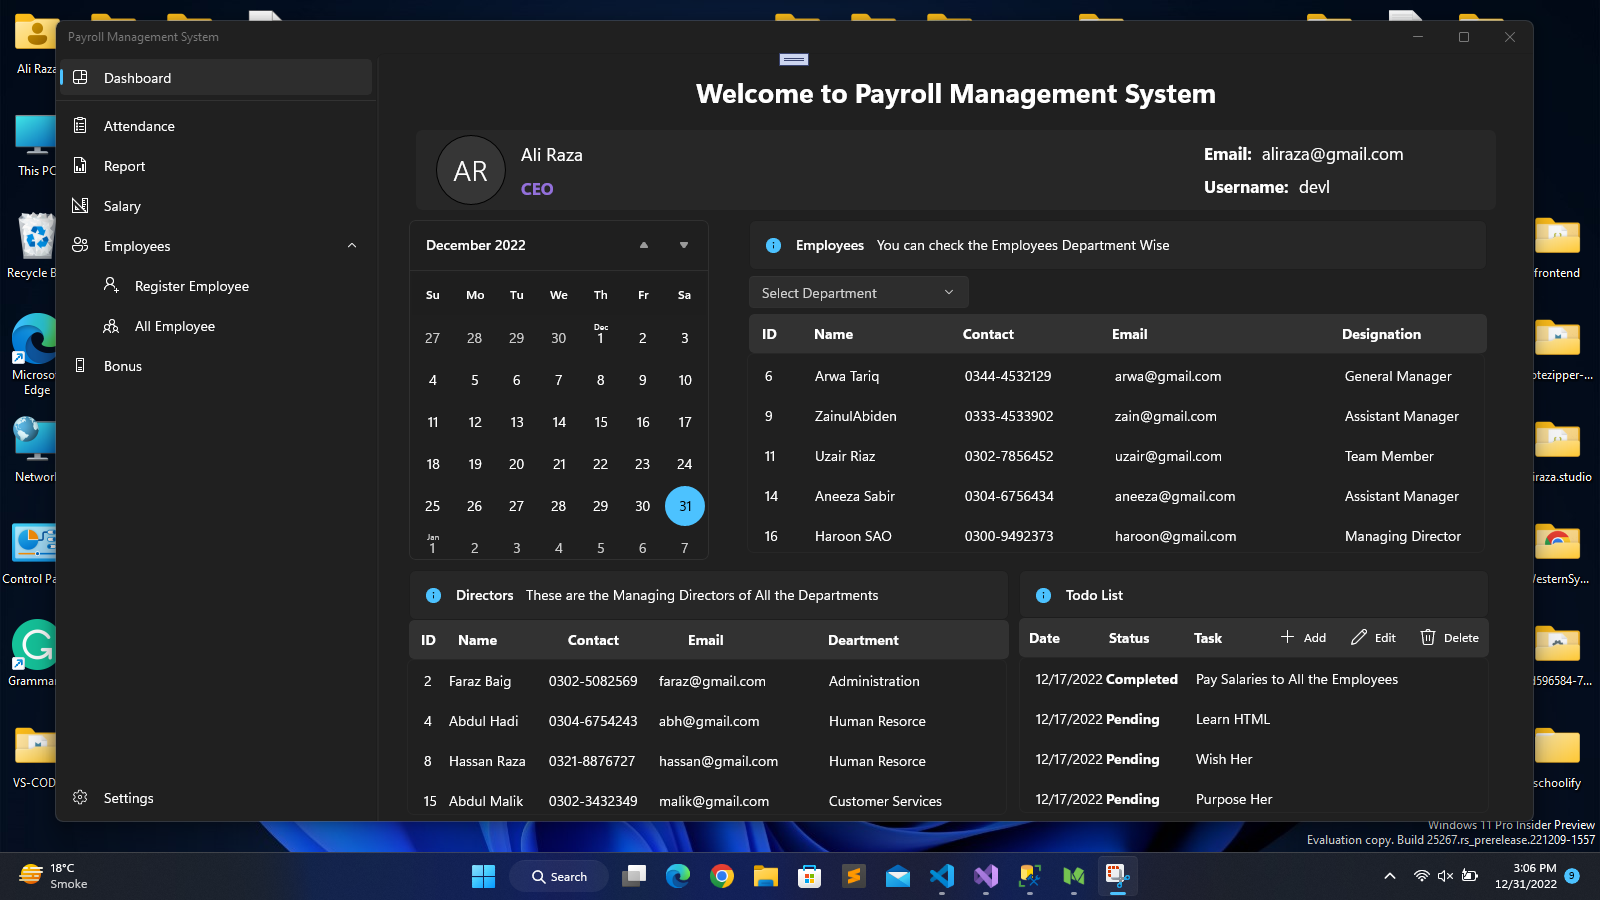 Ali Raza
This PC
Recycle B
Microso
Edge
Networ
Control Pa
Gramma
VS-COD
Payroll Management System
Dashboard
Attendance
Report
Salary
Employees
Register Employee
All Employee
Bonus
Settings
Welcome to Payroll Management System
AR
Ali Raza
CEO
Email: aliraza@gmail.com
Username: devl
December 2022
Su Mo Tu We Th Fr Sa
27 28 29 30 Dec 1 2 3
4 5 6 7 8 9 10
11 12 13 14 15 16 17
18 19 20 21 22 23 24
25 26 27 28 29 30 31
Jan 1 2 3 4 5 6 7
Employees You can check the Employees Department Wise
Select Department
ID Name Contact Email Designation
6 Arwa Tariq 0344-4532129 arwa@gmail.com General Manager
9 ZainulAbiden 0333-4533902 zain@gmail.com Assistant Manager
11 Uzair Riaz 0302-7856452 uzair@gmail.com Team Member
14 Aneeza Sabir 0304-6756434 aneeza@gmail.com Assistant Manager
16 Haroon SAO 0300-9492373 haroon@gmail.com Managing Director
Directors These are the Managing Directors of All the Departments
ID Name Contact Email Deartment
2 Faraz Baig 0302-5082569 faraz@gmail.com Administration
4 Abdul Hadi 0304-6754243 abh@gmail.com Human Resorce
8 Hassan Raza 0321-8876727 hassan@gmail.com Human Resorce
15 Abdul Malik 0302-3432349 malik@gmail.com Customer Services
Todo List
Date Status Task Add Edit Delete
12/17/2022 Completed Pay Salaries to All the Employees
12/17/2022 Pending Learn HTML
12/17/2022 Pending Wish Her
12/17/2022 Pending Purpose Her
frontend
otezipper-...
iraza.studio
/esternSy...
l596584-7...
schoolify
Windows 11 Pro Insider Preview
Evaluation copy. Build 25267.rs_prerelease.221209-1557
18°C
Smoke
Search
3:06 PM
12/31/2022
9